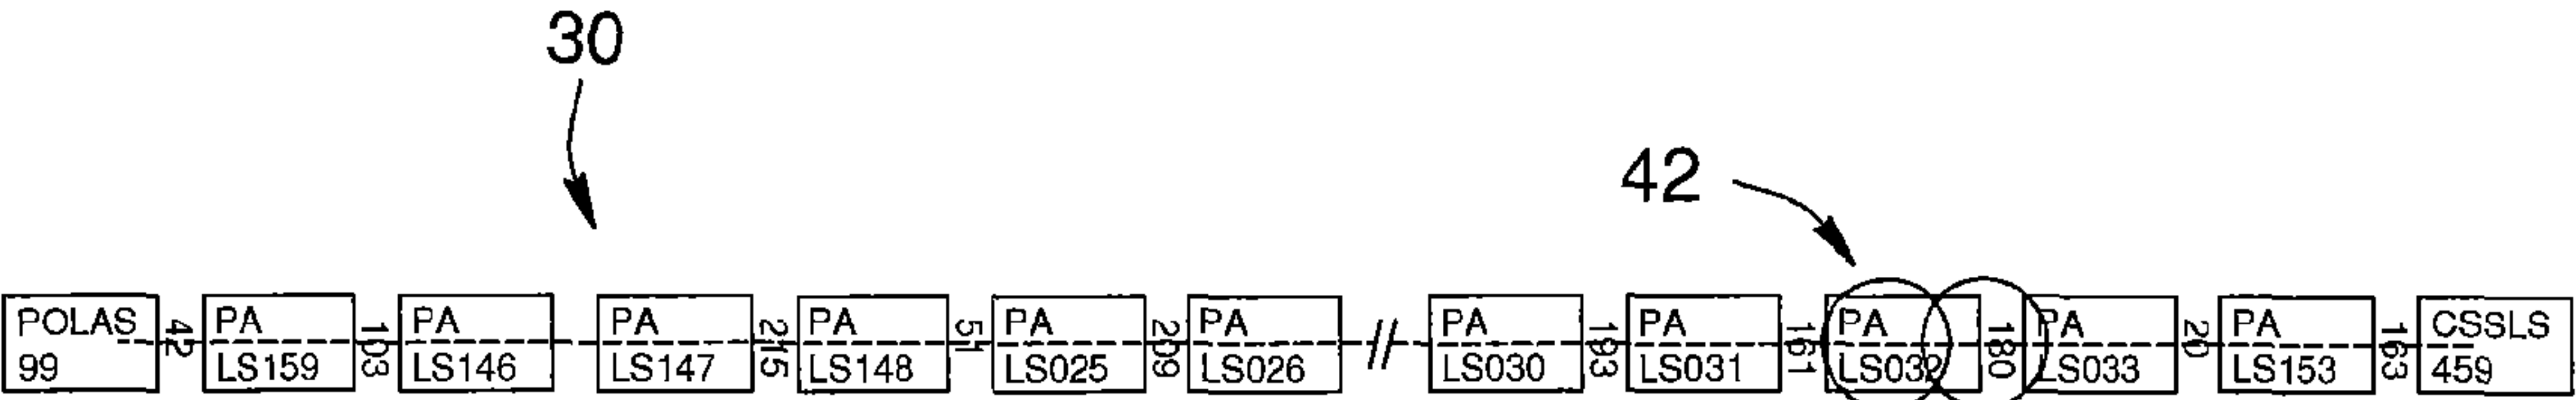 30
42
POLAS
99
42
PA
LS159
103
PA
LS146
PA
LS147
215
PA
LS148
51
PA
LS025
209
PA
LS026
//
PA
LS030
193
PA
LS031
161
PA
LS032
180
PA
LS033
20
PA
LS153
163
CSSLS
459